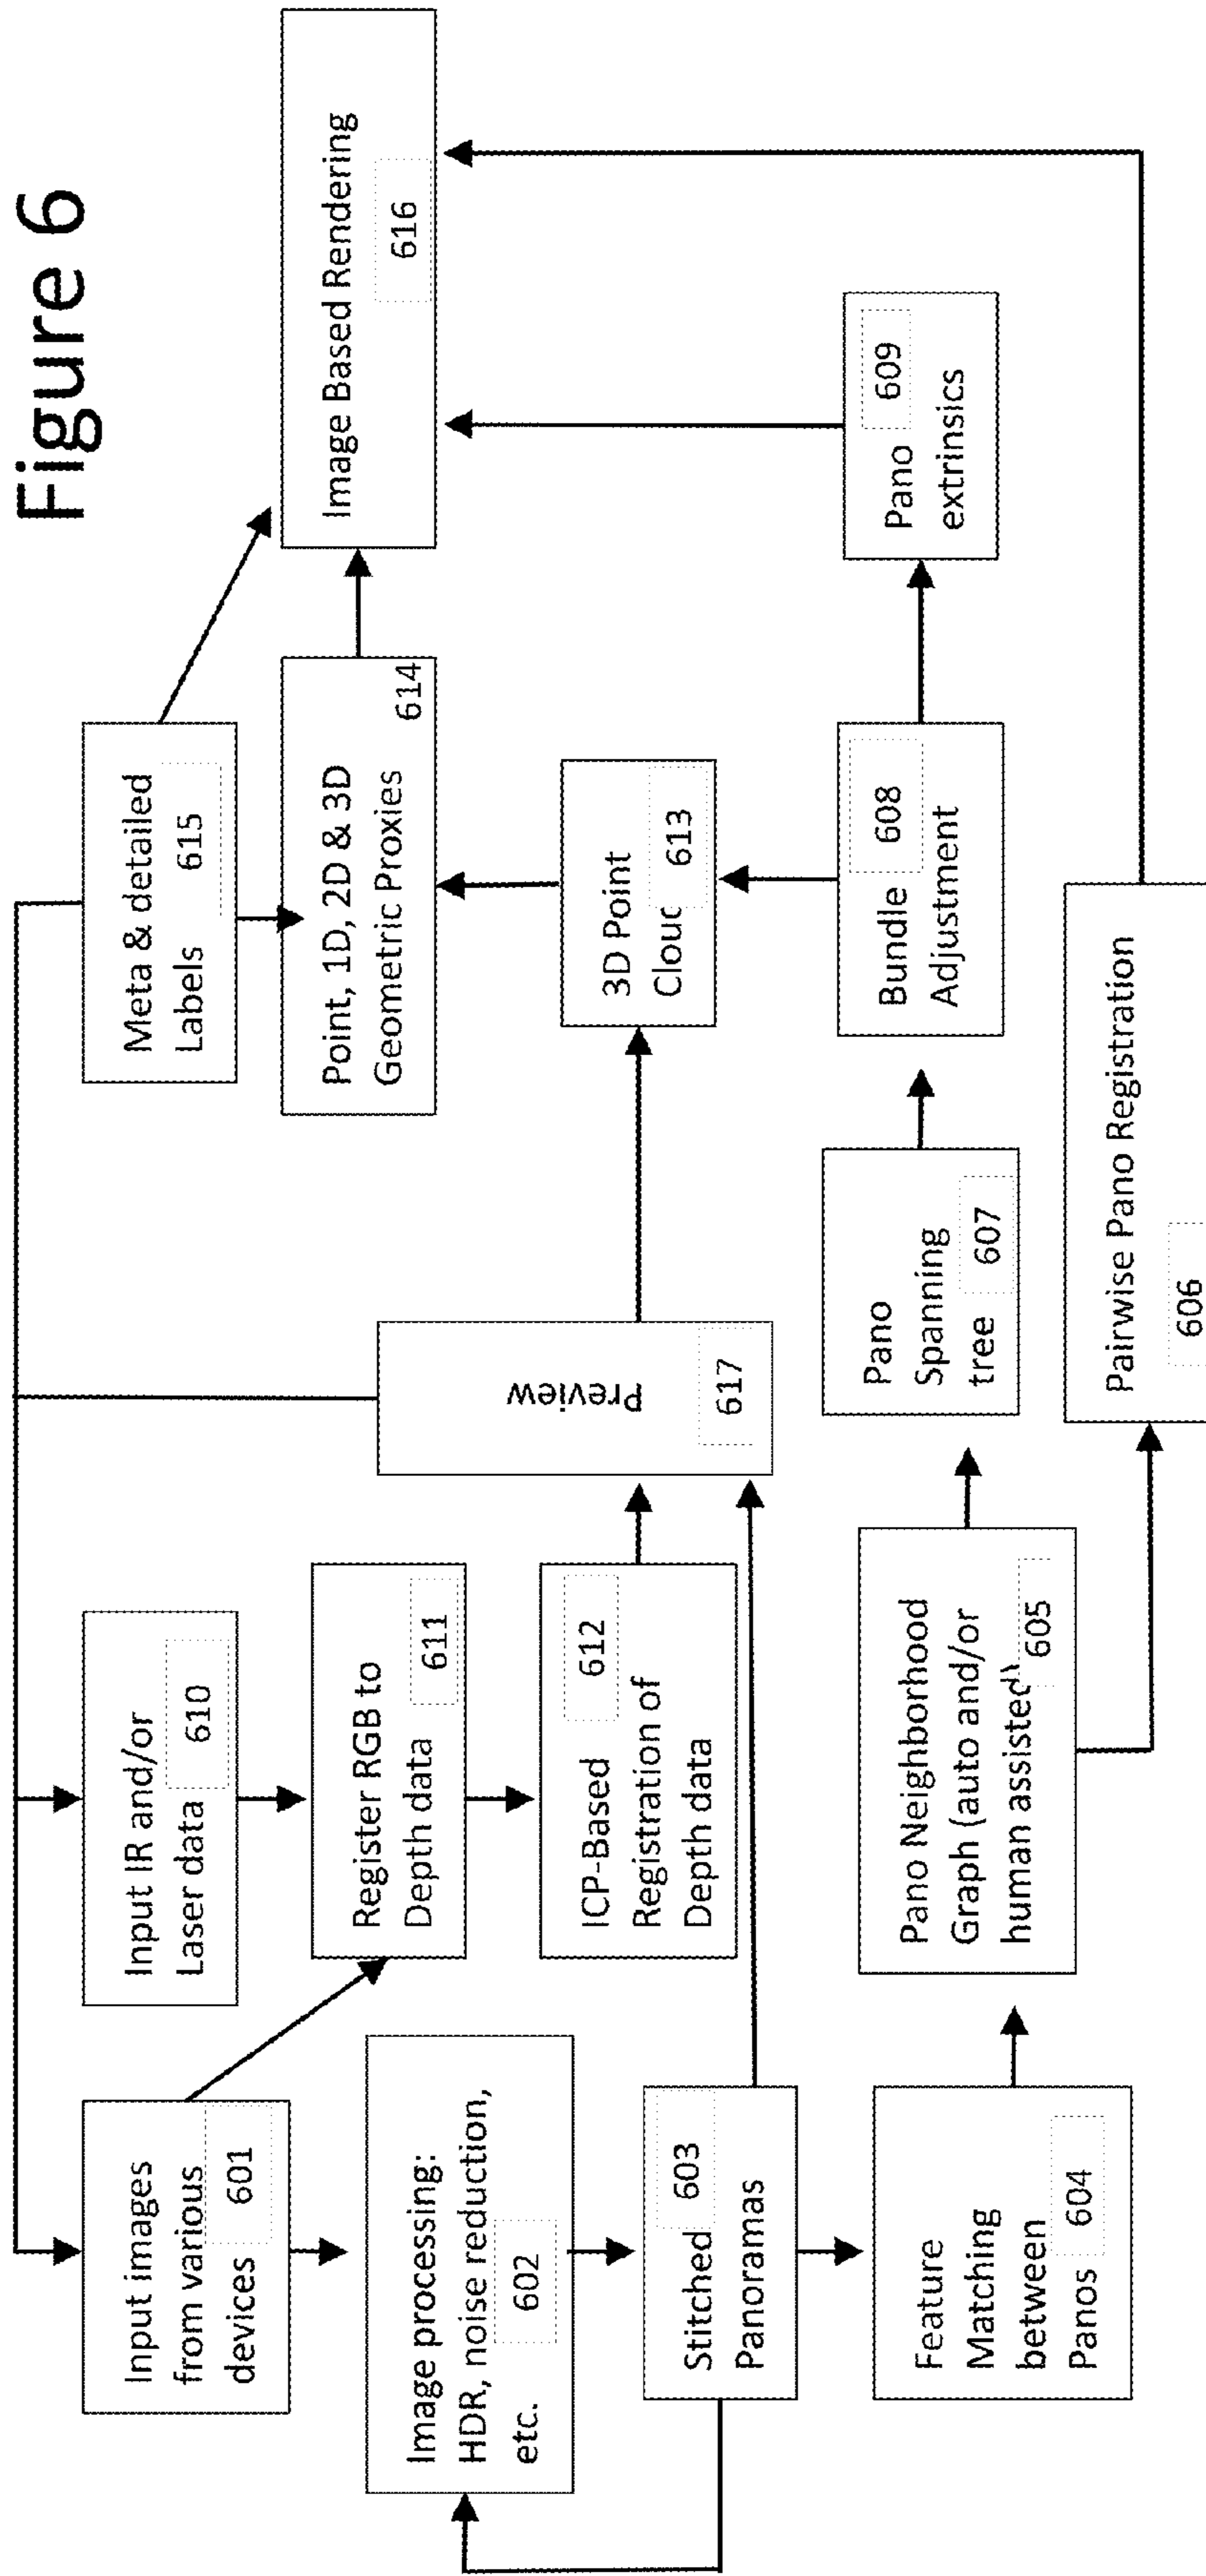 Figure 6
Input images
from various
devices 601
Input IR and/or
Laser data 610
Meta & detailed
Labels 615
Image processing:
HDR, noise reduction,
602
etc.
Register RGB to
Depth data 611
Point, 1D, 2D & 3D
Geometric Proxies 614
Image Based Rendering
616
Stitched 603
Panoramas
ICP-Based 612
Registration of
Depth data
Preview
617
3D Point
Cloud 613
Feature
Matching
between
Panos 604
Pano Neighborhood
Graph (auto and/or
human assisted)
605
Pano
Spanning
tree 607
Bundle 608
Adjustment
Pano 609
extrinsics
Pairwise Pano Registration
606